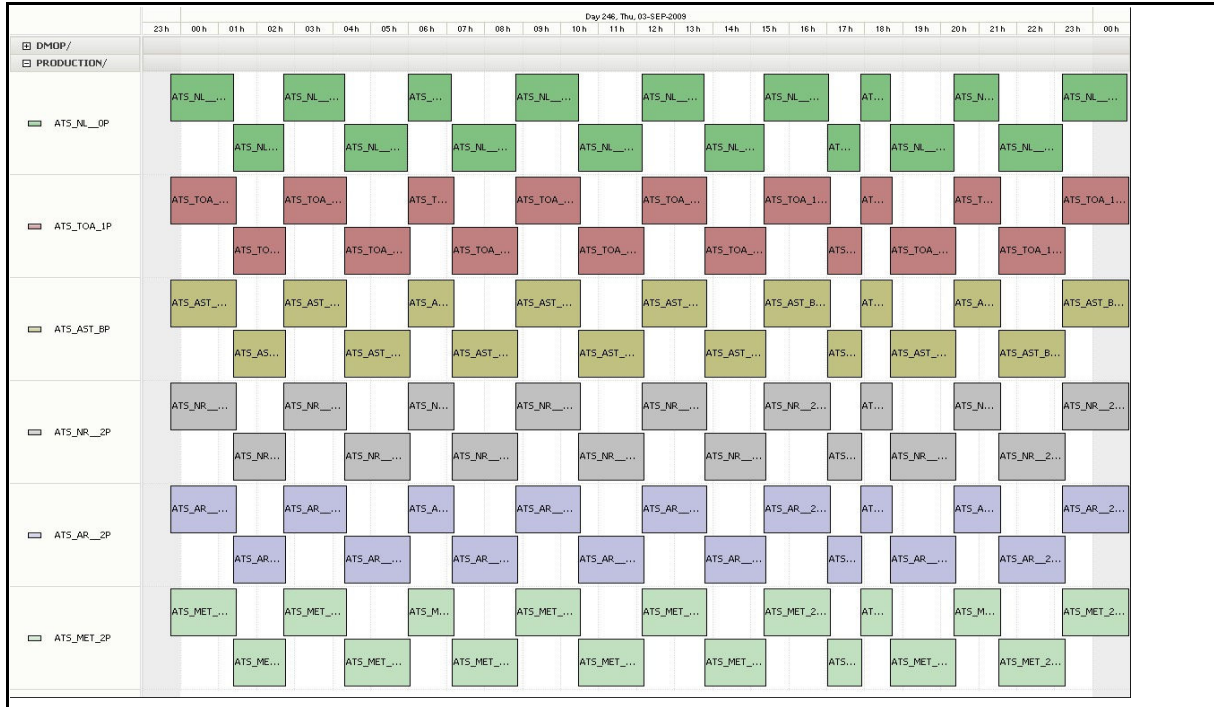 Day 246, Thu, 03-SEP-2009
23 h 00 h 01 h 02 h 03 h 04 h 05 h 06 h 07 h 08 h 09 h 10 h 11 h 12 h 13 h 14 h 15 h 16 h 17 h 18 h 19 h 20 h 21 h 22 h 23 h 00 h
DMOP/
PRODUCTION/
ATS_NL__... ATS_NL__... ATS_... ATS_NL__... ATS_NL__... ATS_NL__... AT... ATS_N... ATS_NL__...
ATS_NL__0P
ATS_NL... ATS_NL__... ATS_NL__... ATS_NL__... ATS_NL_... AT... ATS_NL__... ATS_NL__...
ATS_TOA_... ATS_TOA_... ATS_T... ATS_TOA_... ATS_TOA_... ATS_TOA_1... AT... ATS_T... ATS_TOA_1...
ATS_TOA_1P
ATS_TO... ATS_TOA_... ATS_TOA_... ATS_TOA_... ATS_TOA_... ATS... ATS_TOA_... ATS_TOA_1...
ATS_AST_... ATS_AST_... ATS_A... ATS_AST_... ATS_AST_... ATS_AST_B... AT... ATS_A... ATS_AST_B...
ATS_AST_BP
ATS_AS... ATS_AST_... ATS_AST_... ATS_AST_... ATS_AST_... ATS... ATS_AST_... ATS_AST_B...
ATS_NR__... ATS_NR__... ATS_N... ATS_NR__... ATS_NR__... ATS_NR__2... AT... ATS_N... ATS_NR__2...
ATS_NR__2P
ATS_NR... ATS_NR__... ATS_NR__... ATS_NR__... ATS_NR__... ATS... ATS_NR__... ATS_NR__2...
ATS_AR__... ATS_AR__... ATS_A... ATS_AR__... ATS_AR__... ATS_AR__2... AT... ATS_A... ATS_AR__2...
ATS_AR__2P
ATS_AR... ATS_AR__... ATS_AR__... ATS_AR__... ATS_AR__... ATS... ATS_AR__... ATS_AR__2...
ATS_MET_... ATS_MET_... ATS_M... ATS_MET_... ATS_MET_... ATS_MET_2... AT... ATS_M... ATS_MET_2...
ATS_MET_2P
ATS_ME... ATS_MET_... ATS_MET_... ATS_MET_... ATS_MET_... ATS... ATS_MET_... ATS_MET_2...